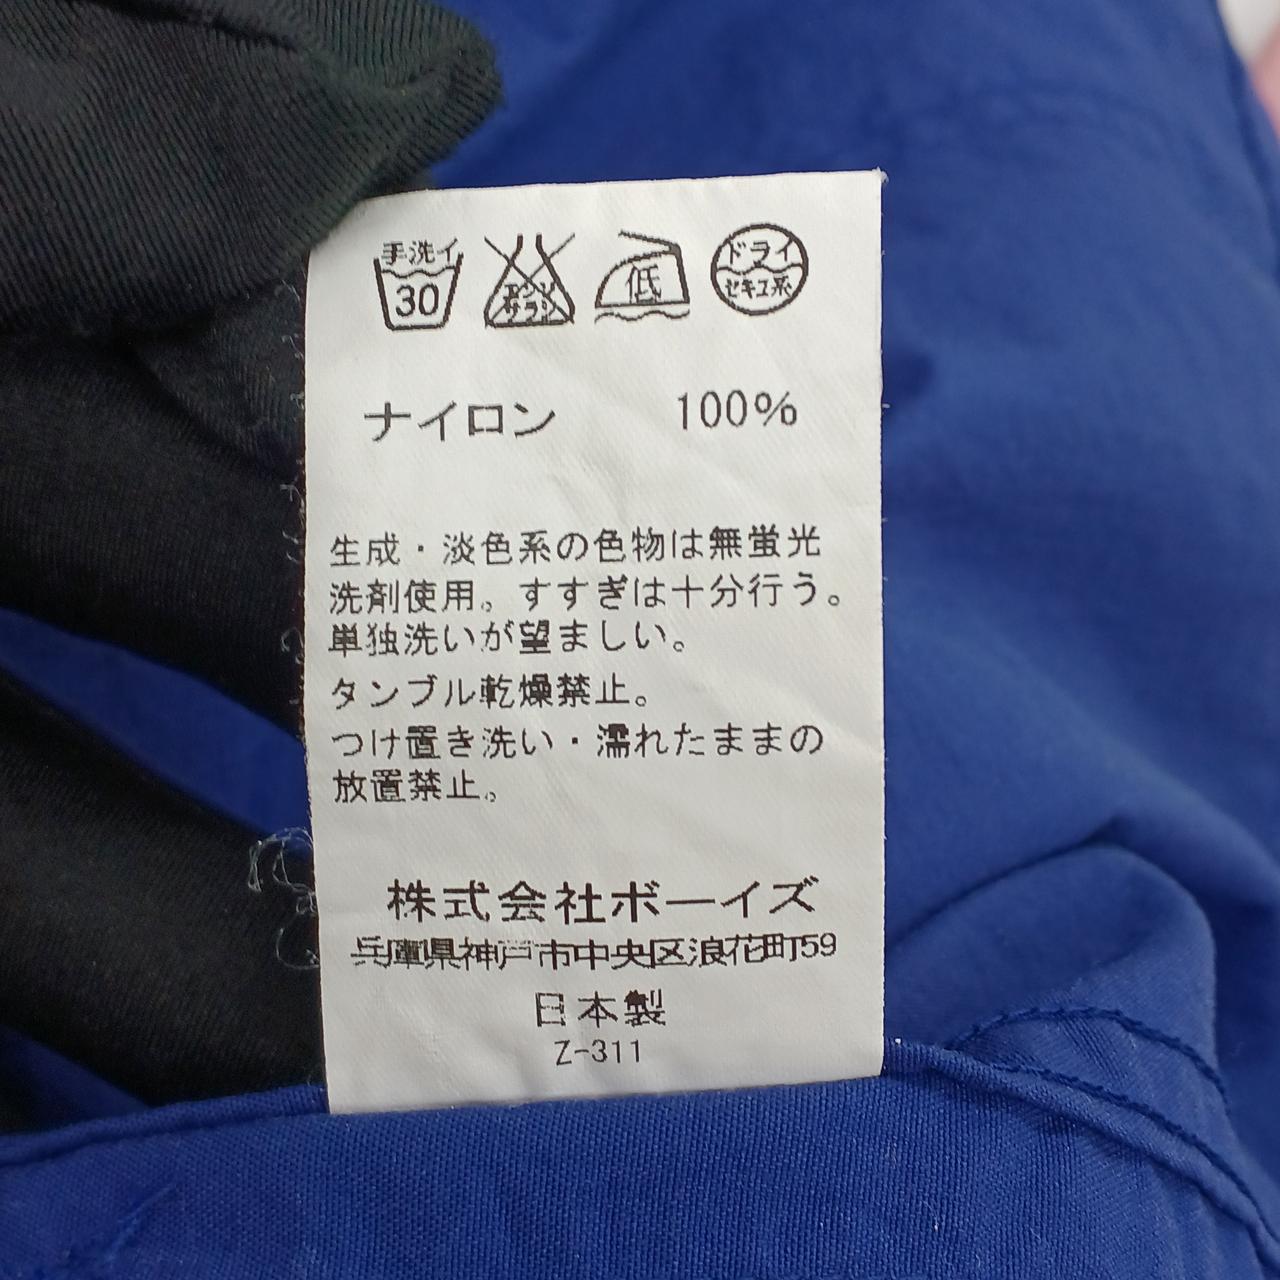 手洗イ
30
エンソ
サラシ
低
ドライ
セキユ系
ナイロン 100%
生成・淡色系の色物は無蛍光
洗剤使用。すすぎは十分行う。
単独洗いが望ましい。
タンブル乾燥禁止。
つけ置き洗い・濡れたままの
放置禁止。
株式会社ボーイズ
兵庫県神戸市中央区浪花町59
日本製
Z-311